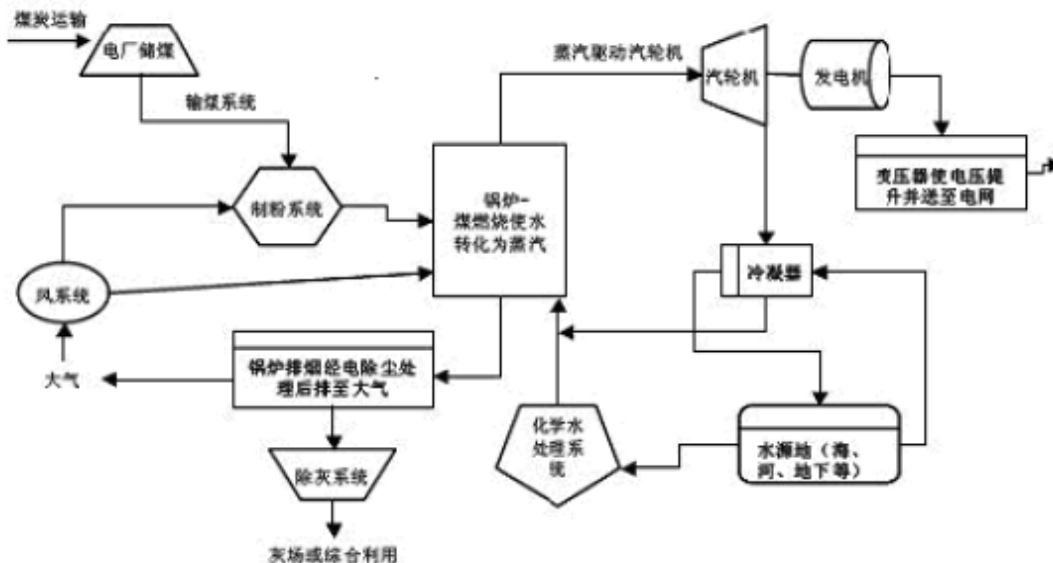 煤炭运输
电厂储煤
输煤系统
蒸汽驱动汽轮机
汽轮机
发电机
变压器使电压提
升并送至电网
制粉系统
锅炉-
煤燃烧使水
转化为蒸汽
风系统
冷凝器
大气
锅炉排烟经电除尘处
理后排至大气
化学水
处理系
统
水源地（海、
河、地下等）
除灰系统
灰场或综合利用